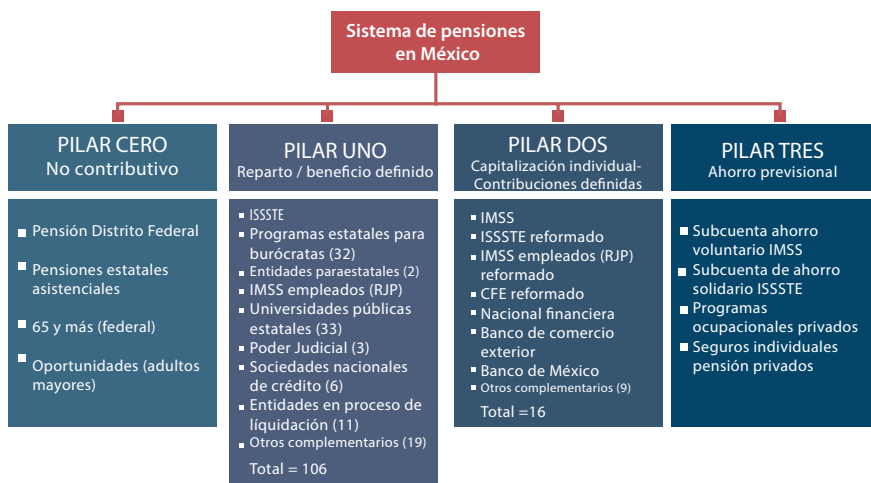 Sistema de pensiones
en México
PILAR CERO
No contributivo
Pensión Distrito Federal
Pensiones estatales
asistenciales
65 y más (federal)
Oportunidades (adultos
mayores)
PILAR UNO
Reparto / beneficio definido
ISSSTE
Programas estatales para
burócratas (32)
Entidades paraestatales (2)
IMSS empleados (RJP)
Universidades públicas
estatales (33)
Poder Judicial (3)
Sociedades nacionales
de crédito (6)
Entidades en proceso de
líquidación (11)
Otros complementarios (19)
Total = 106
PILAR DOS
Capitalización individual-
Contribuciones definidas
IMSS
ISSSTE reformado
IMSS empleados (RJP)
reformado
CFE reformado
Nacional financiera
Banco de comercio
exterior
Banco de México
Otros complementarios (9)
Total =16
PILAR TRES
Ahorro previsional
Subcuenta ahorro
voluntario IMSS
Subcuenta de ahorro
solidario ISSSTE
Programas
ocupacionales privados
Seguros individuales
pensión privados